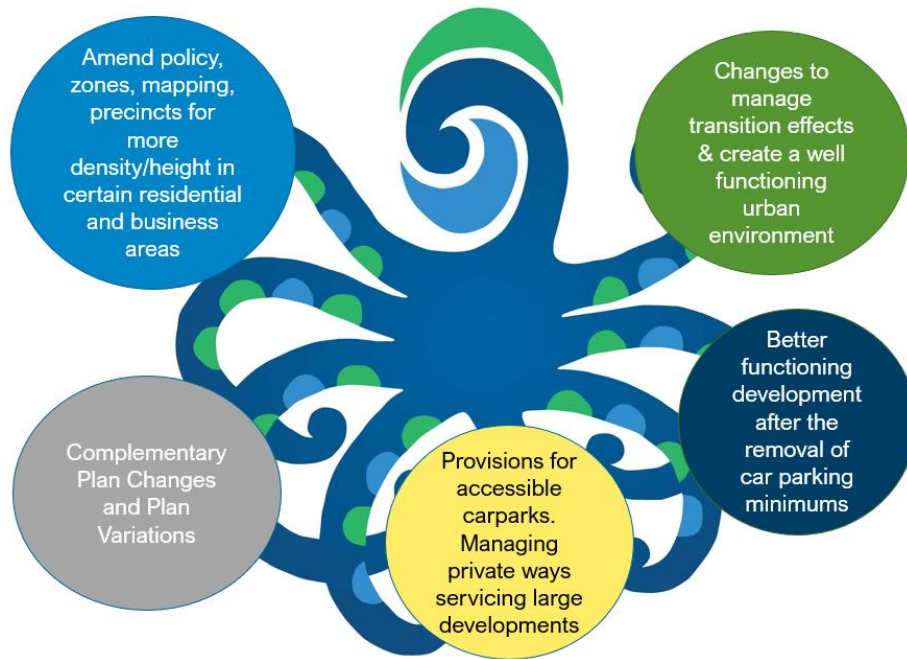 Amend policy,
zones, mapping,
precincts for
more
density/height in
certain residential
and business
areas
Changes to
manage
transition effects
& create a well
functioning
urban
environment
Better
functioning
development
after the
removal of
car parking
minimums
Complementary
Plan Changes
and Plan
Variations
Provisions for
accessible
carparks.
Managing
private ways
servicing large
developments